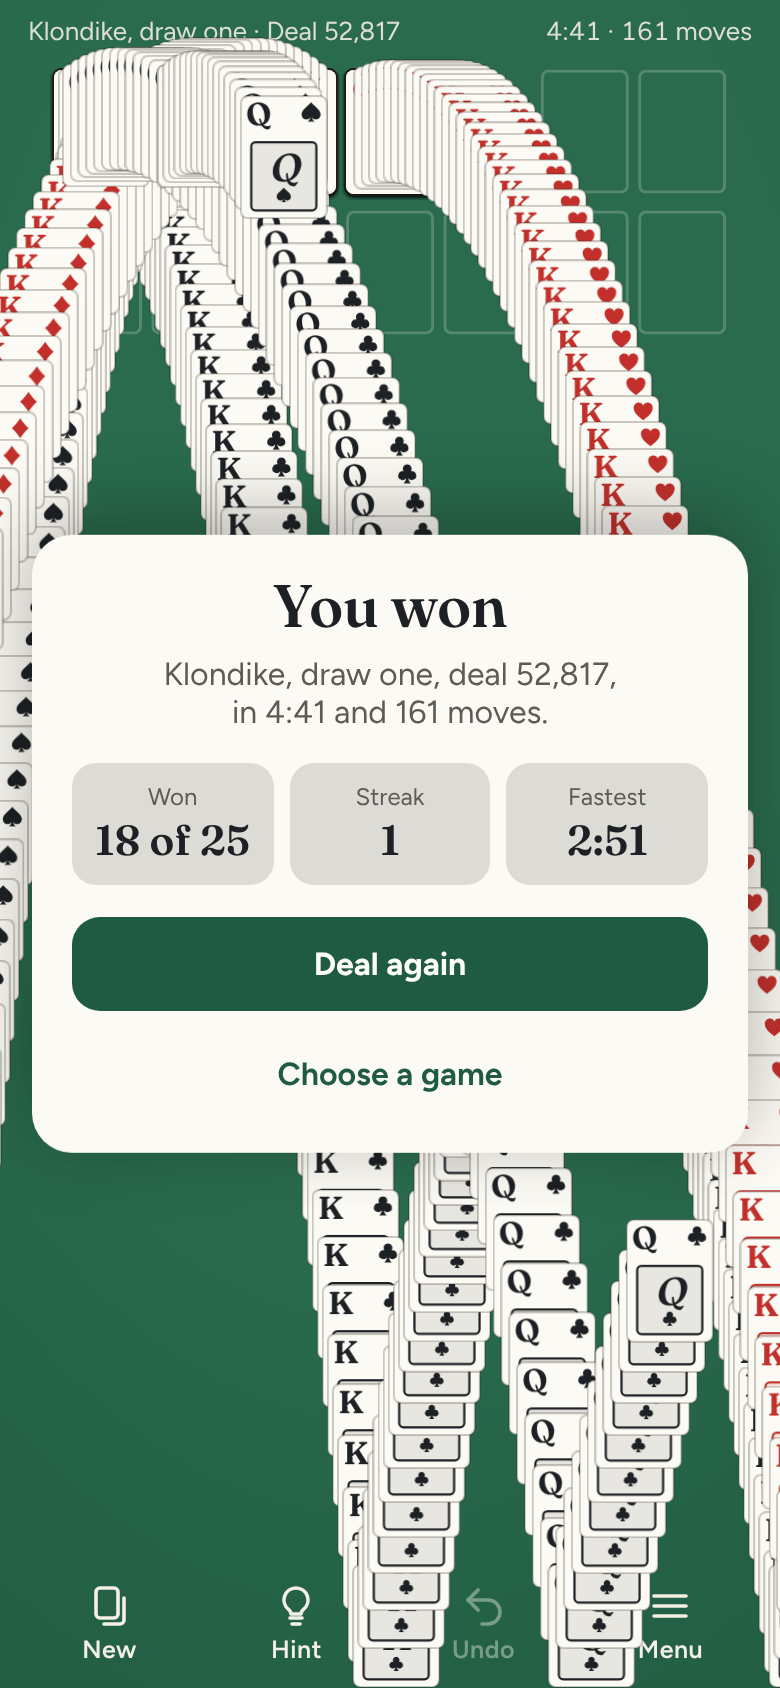 Klondike, draw one · Deal 52,817
4:41 · 161 moves
Q
Q
You won
Klondike, draw one, deal 52,817,
in 4:41 and 161 moves.
Won
18 of 25
Streak
1
Fastest
2:51
Deal again
Choose a game
Q
Q
New
Hint
Undo
Menu